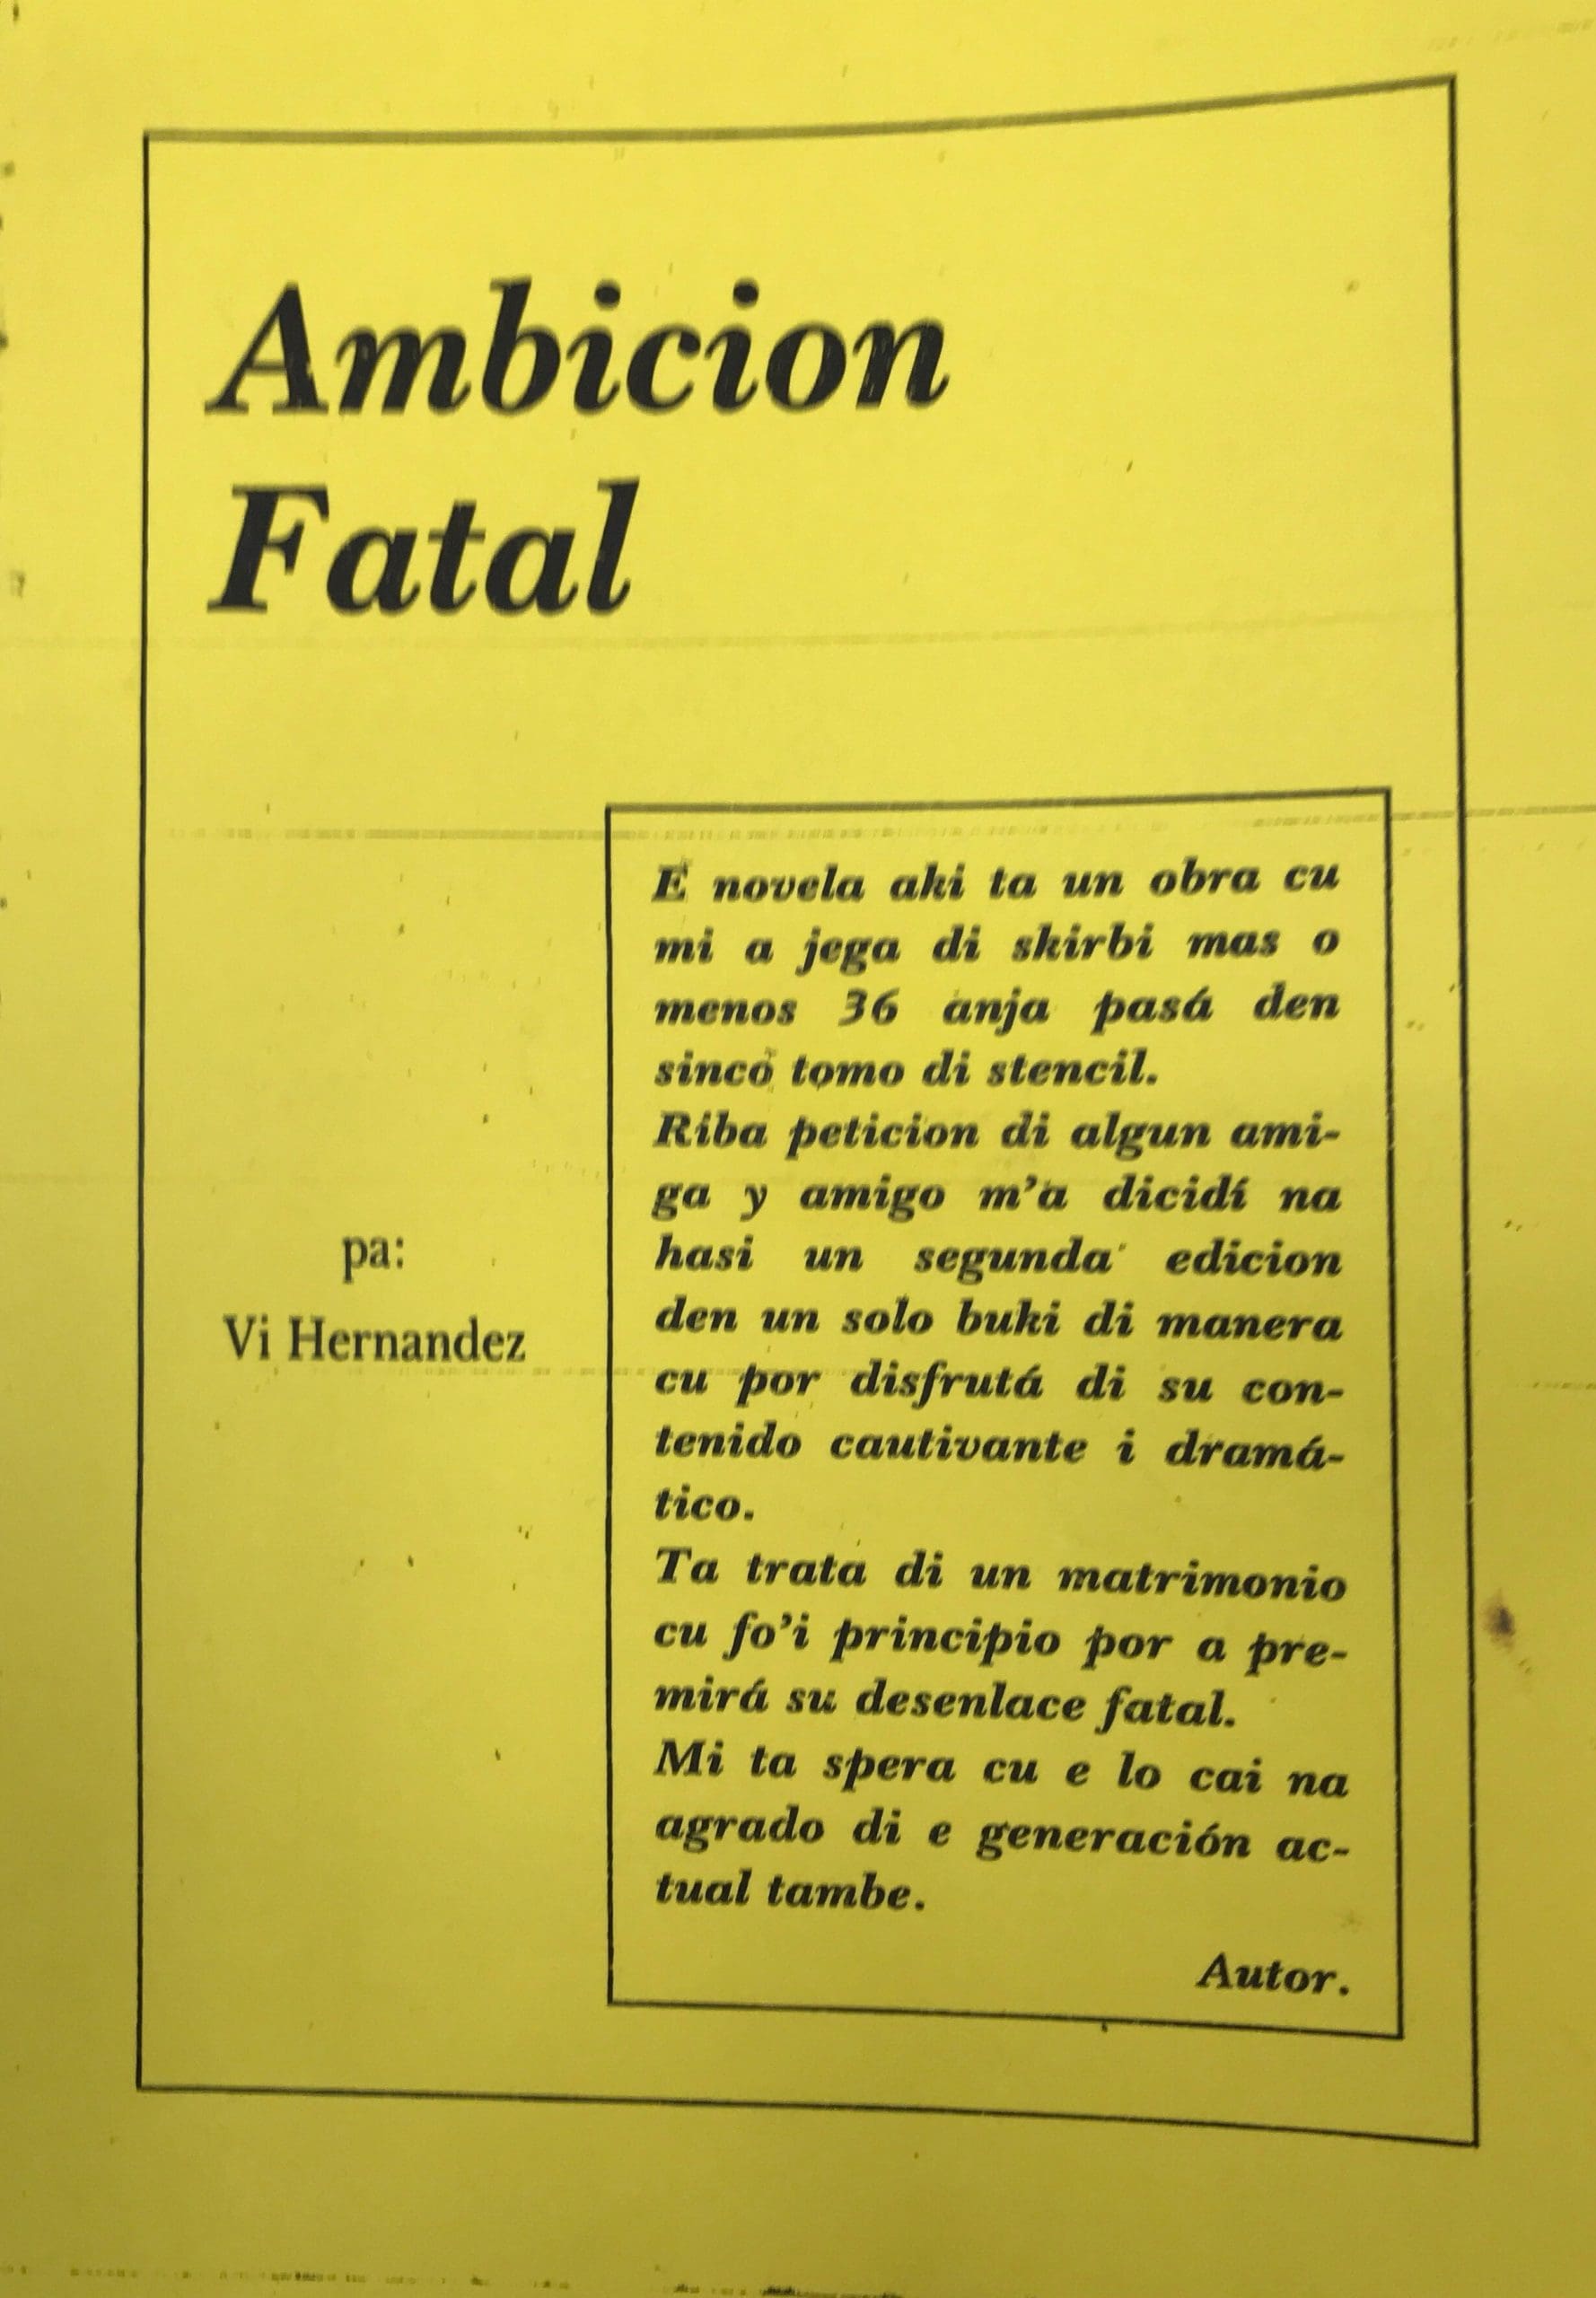 Ambicion
Fatal
pa:
Vi Hernandez
E novela aki ta un obra cu
mi a jega di skirbi mas o
menos 36 anja pasá den
sinco tomo di stencil.
Riba peticion di algun ami-
ga y amigo m'a dicidí na
hasi un segunda edicion
den un solo buki di manera
cu por disfrutá di su con-
tenido cautivante i dramá-
tico.
Ta trata di un matrimonio
cu fo'i principio por a pre-
mirá su desenlace fatal.
Mi ta spera cu e lo cai na
agrado di e generación ac-
tual tambe.
Autor.